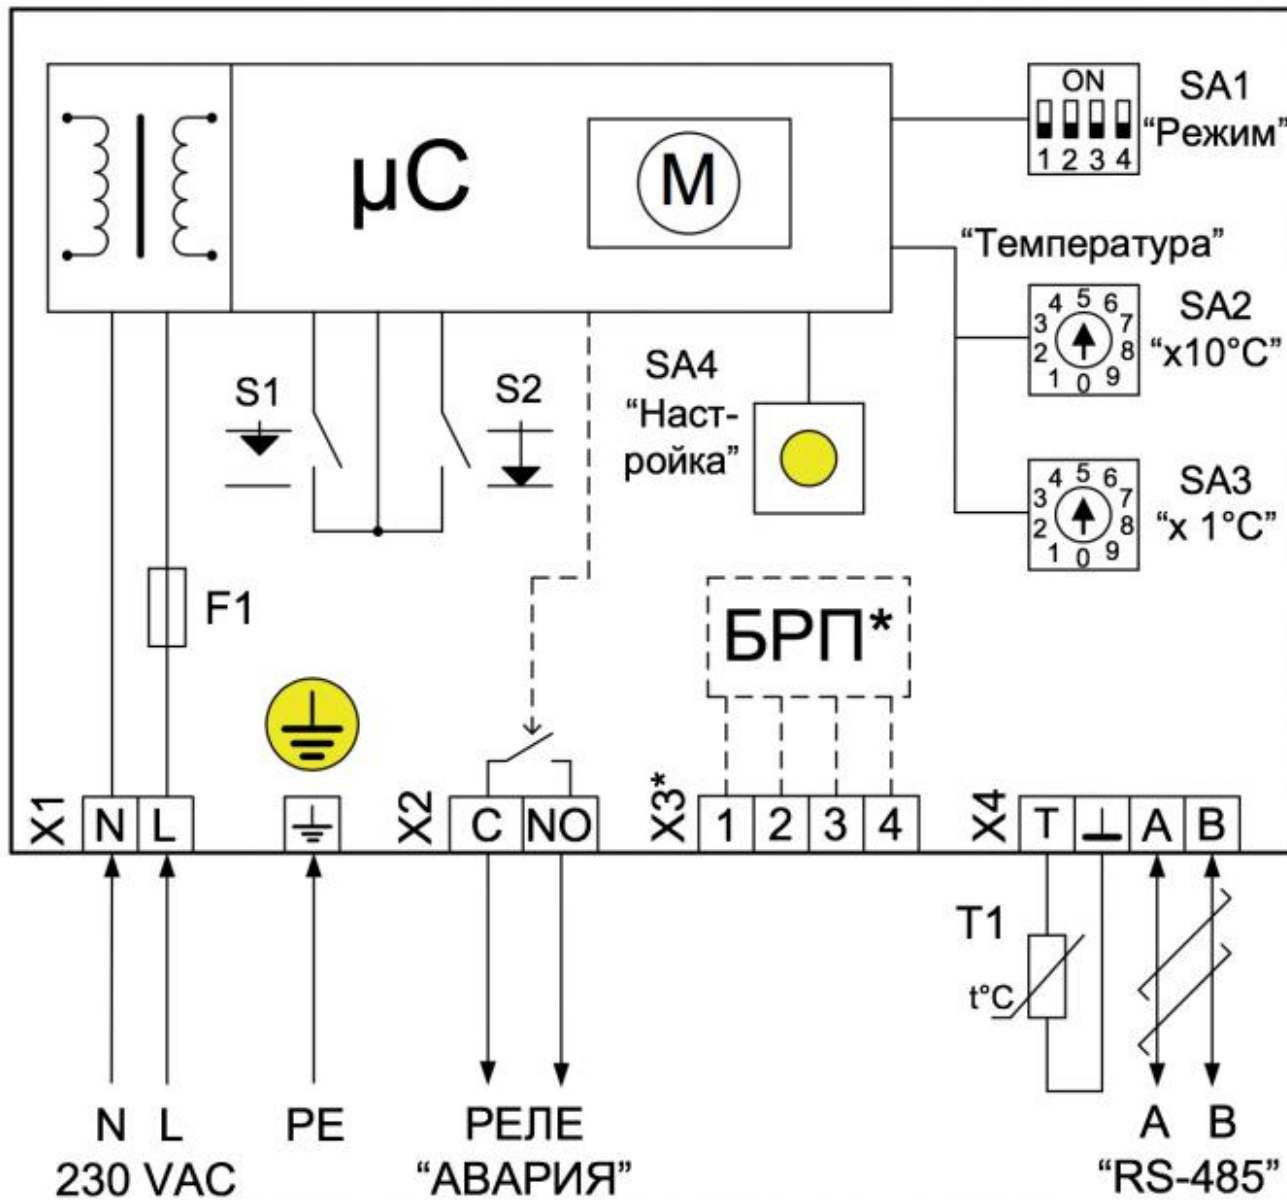 ON
1 2 3 4
SA1
“Режим”
µC
M
“Температура”
4 5 6
3 7
2 8
1 0 9
SA2
“x10°C”
S1
S2
SA4
“Наст-
ройка”
4 5 6
3 7
2 8
1 0 9
SA3
“x 1°C”
F1
БРП*
X1 N L
X2 C NO
X3* 1 2 3 4
X4 T A B
T1
t°C
N L
230 VAC
PE
РЕЛЕ
“АВАРИЯ”
A B
“RS-485”